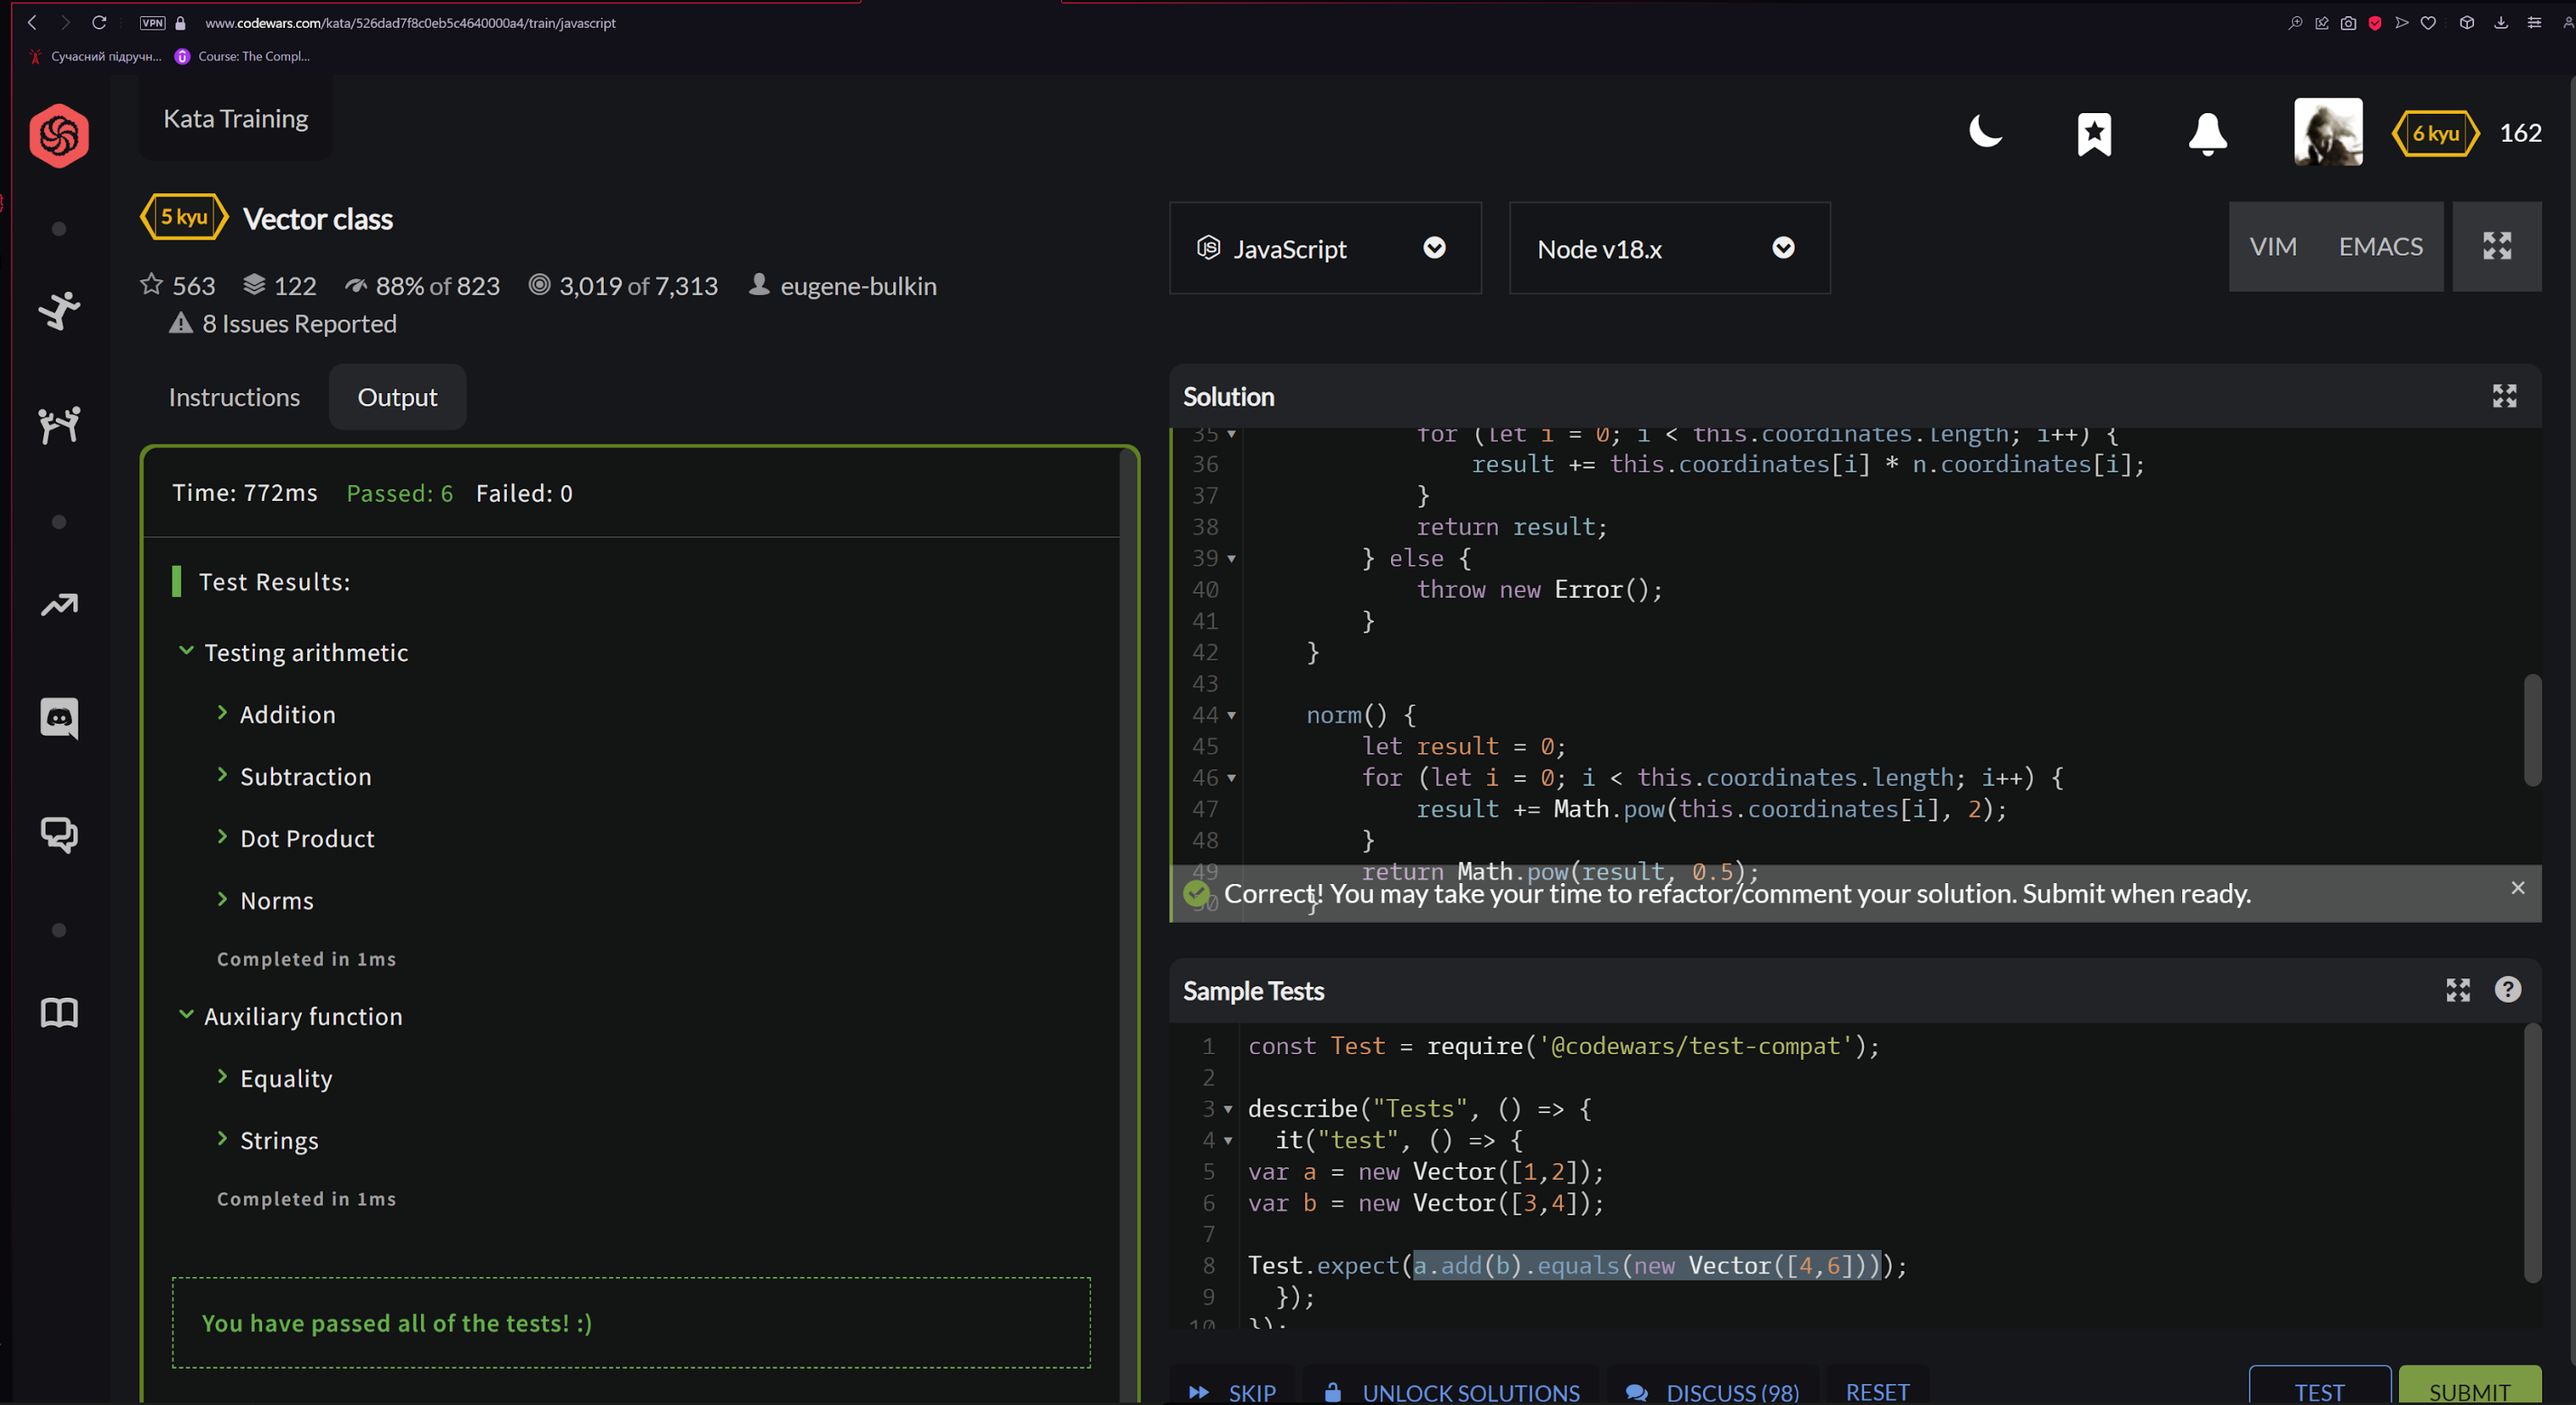 VPN www.codewars.com/kata/526dad7f8c0eb5c4640000a4/train/javascript
Сучасний підручн... Course: The Compl...
Kata Training
6 kyu 162
5 kyu Vector class
563 122 88% of 823 3,019 of 7,313 eugene-bulkin
8 Issues Reported
JavaScript Node v18.x VIM EMACS
Instructions Output
Time: 772ms Passed: 6 Failed: 0
Test Results:
Testing arithmetic
Addition
Subtraction
Dot Product
Norms
Completed in 1ms
Auxiliary function
Equality
Strings
Completed in 1ms
You have passed all of the tests! :)
Solution
35 for (let i = 0; i < this.coordinates.length; i++) {
36 result += this.coordinates[i] * n.coordinates[i];
37 }
38 return result;
39 } else {
40 throw new Error();
41 }
42 }
43
44 norm() {
45 let result = 0;
46 for (let i = 0; i < this.coordinates.length; i++) {
47 result += Math.pow(this.coordinates[i], 2);
48 }
49 return Math.pow(result, 0.5);
50 }
Correct! You may take your time to refactor/comment your solution. Submit when ready.
Sample Tests
1 const Test = require('@codewars/test-compat');
2
3 describe("Tests", () => {
4 it("test", () => {
5 var a = new Vector([1,2]);
6 var b = new Vector([3,4]);
7
8 Test.expect(a.add(b).equals(new Vector([4,6])));
9 });
10 });
SKIP UNLOCK SOLUTIONS DISCUSS (98) RESET TEST SUBMIT